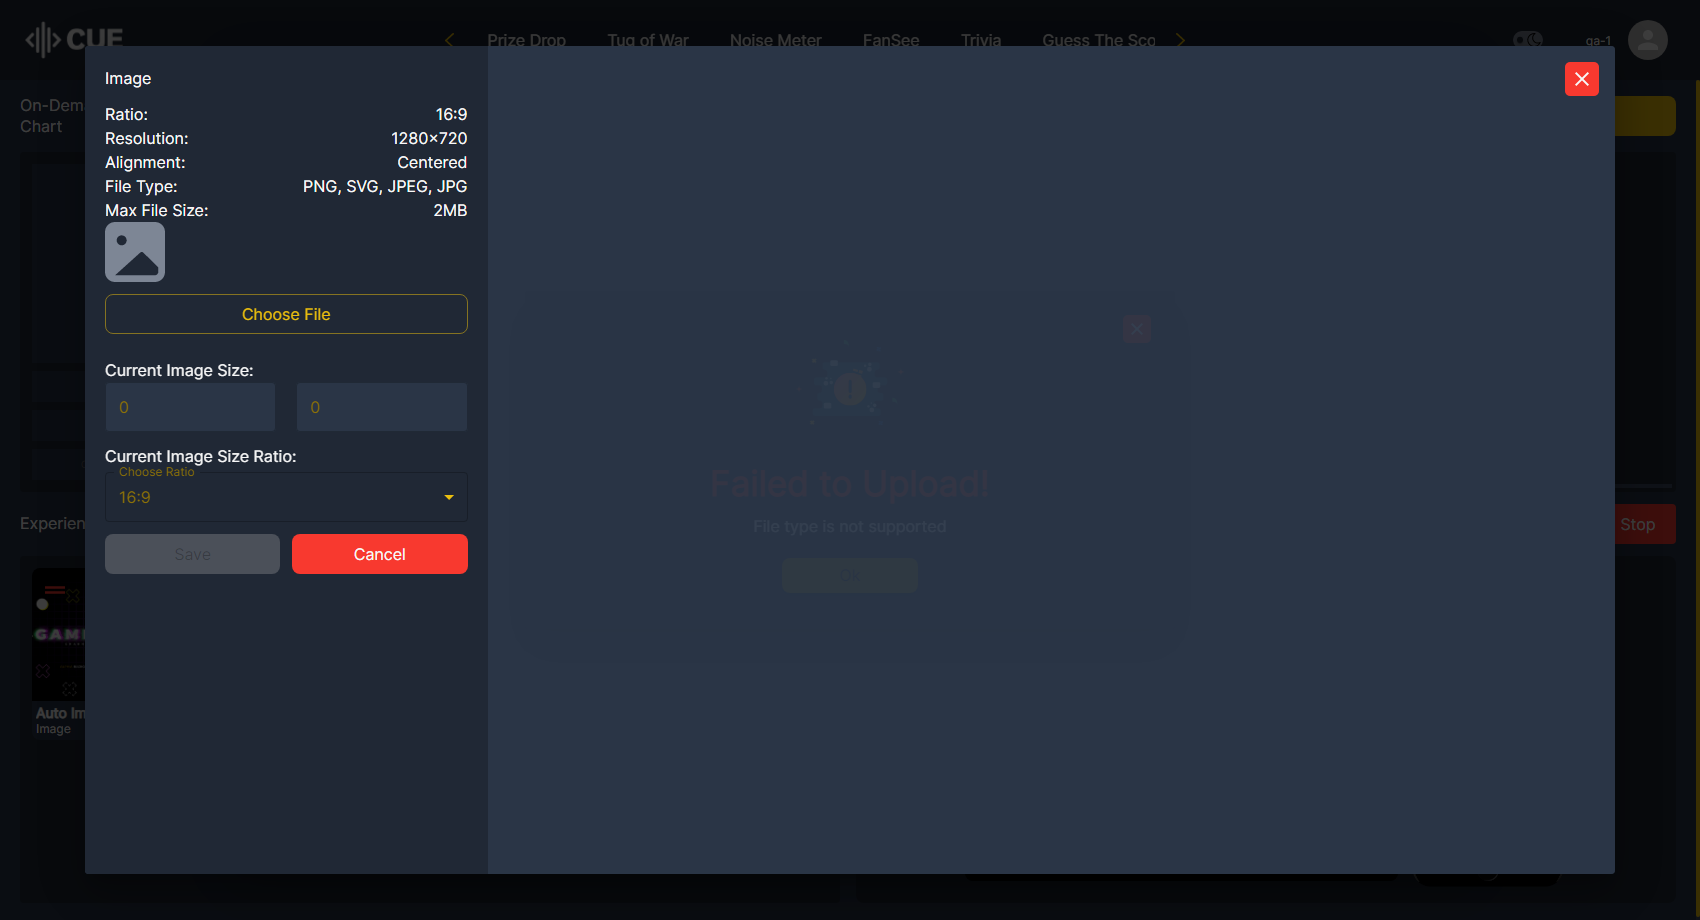 CUE
Prize Drop
Tug of War
Noise Meter
FanSee
Trivia
Guess The Sco
qa-1
On-Dem
Chart
Image
Ratio: 16:9
Resolution: 1280×720
Alignment: Centered
File Type: PNG, SVG, JPEG, JPG
Max File Size: 2MB
Choose File
Current Image Size:
0 0
Current Image Size Ratio:
Choose Ratio
16:9
Save Cancel
Failed to Upload!
File type is not supported
Ok
Experien
Stop
GAM
Auto Im
Image